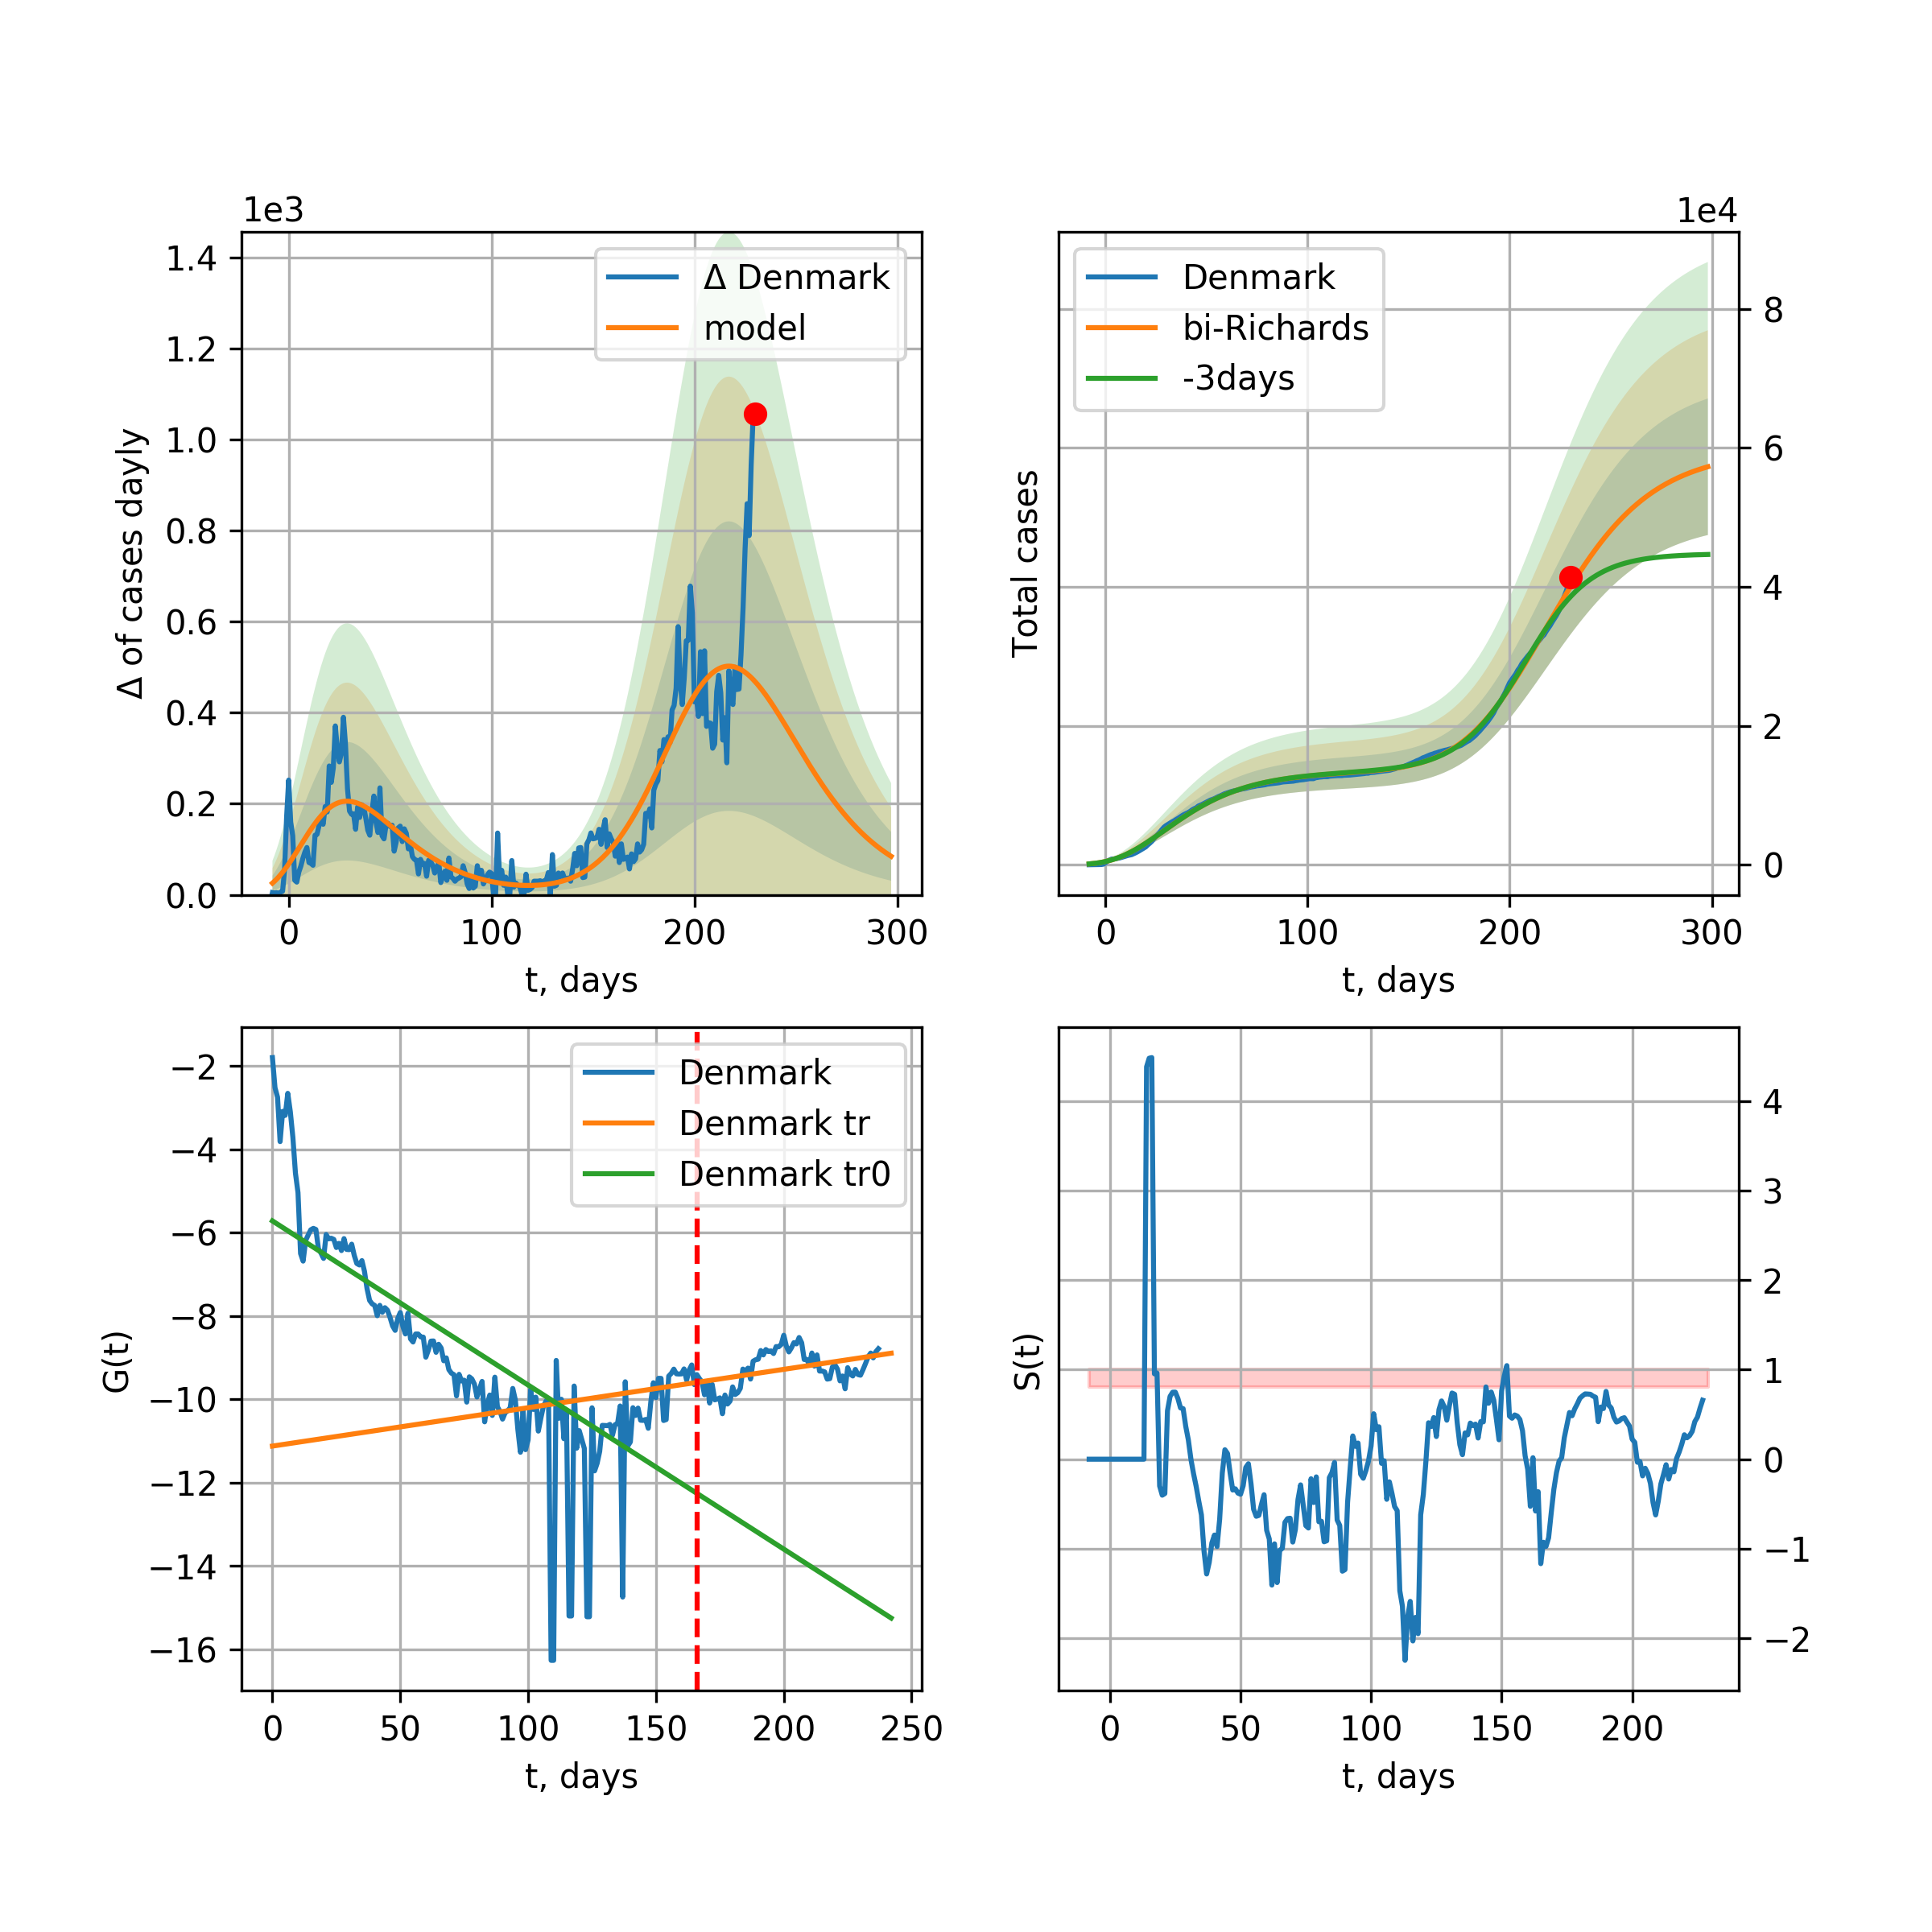 1e3
1.4
1.2
1.0
0.8
0.6
0.4
0.2
0.0
Δ of cases dayly
Δ Denmark
model
0 100 200 300
t, days
1e4
Denmark
bi-Richards
-3days
Total cases
8
6
4
2
0
0 100 200 300
t, days
−2
−4
−6
−8
−10
−12
−14
−16
G(t)
Denmark
Denmark tr
Denmark tr0
0 50 100 150 200 250
t, days
S(t)
4
3
2
1
0
−1
−2
0 50 100 150 200
t, days